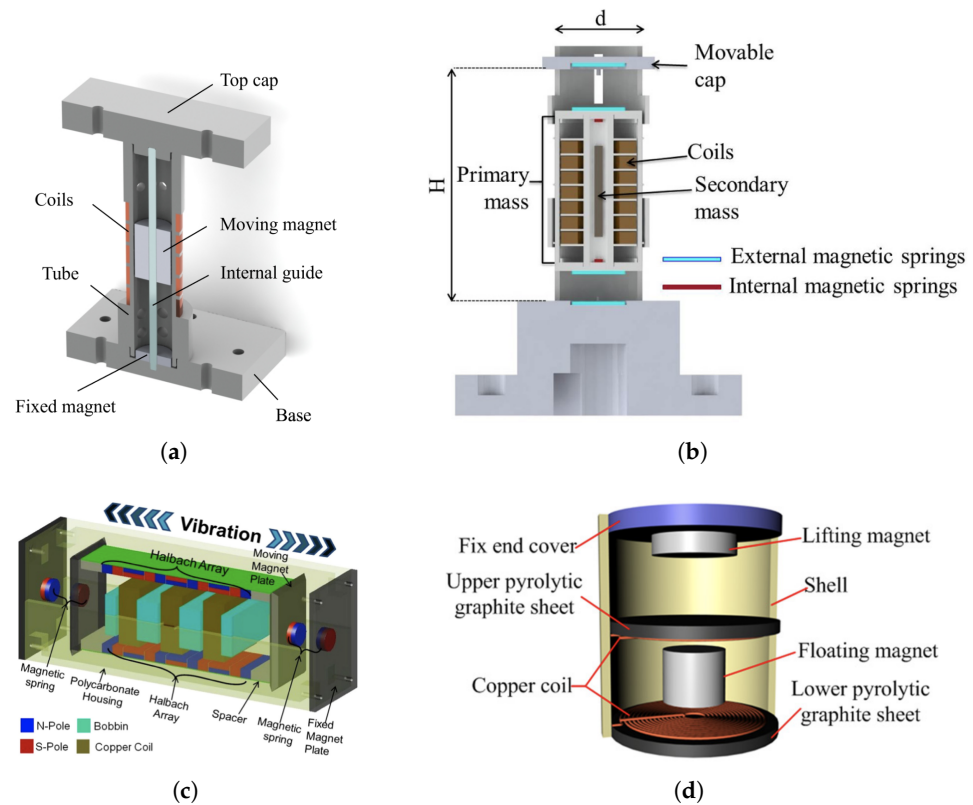 Top cap
Coils
Moving magnet
Internal guide
Tube
Fixed magnet
Base
(a)
d
Movable
cap
H
Primary
mass
Coils
Secondary
mass
External magnetic springs
Internal magnetic springs
(b)
Vibration
Halbach Array
Moving
Magnet
Plate
Magnetic
spring
Polycarbonate
Housing
Halbach
Array
Spacer
Magnetic
spring
Fixed
Magnet
Plate
N-Pole
Bobbin
S-Pole
Copper Coil
(c)
Fix end cover
Lifting magnet
Upper pyrolytic
graphite sheet
Shell
Floating magnet
Copper coil
Lower pyrolytic
graphite sheet
(d)